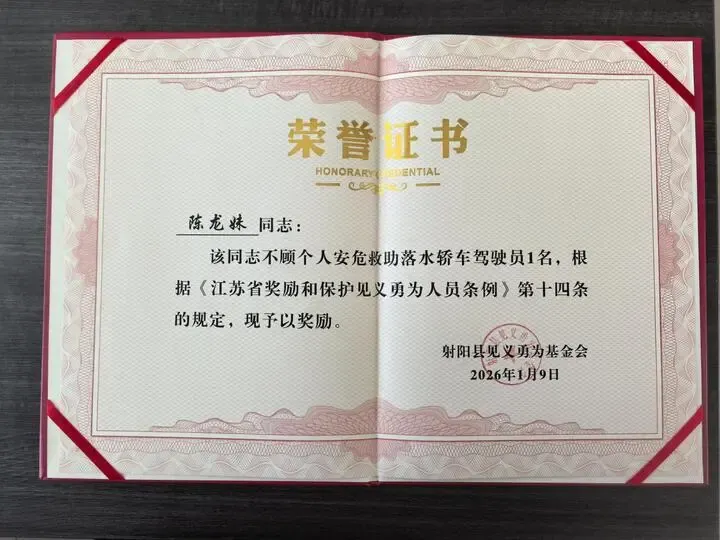 荣誉证书
HONORARY CREDENTIAL
陈龙妹 同志：
该同志不顾个人安危救助落水轿车驾驶员1名，根
据《江苏省奖励和保护见义勇为人员条例》第十四条
的规定，现予以奖励。
射阳县见义勇为基金会
2026年1月9日